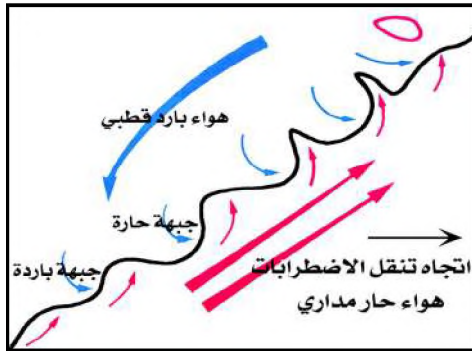 هواء بارد قطبي
جبهة حارة
جبهة باردة
اتجاه تنقل الاضطرابات
هواء حار مداري